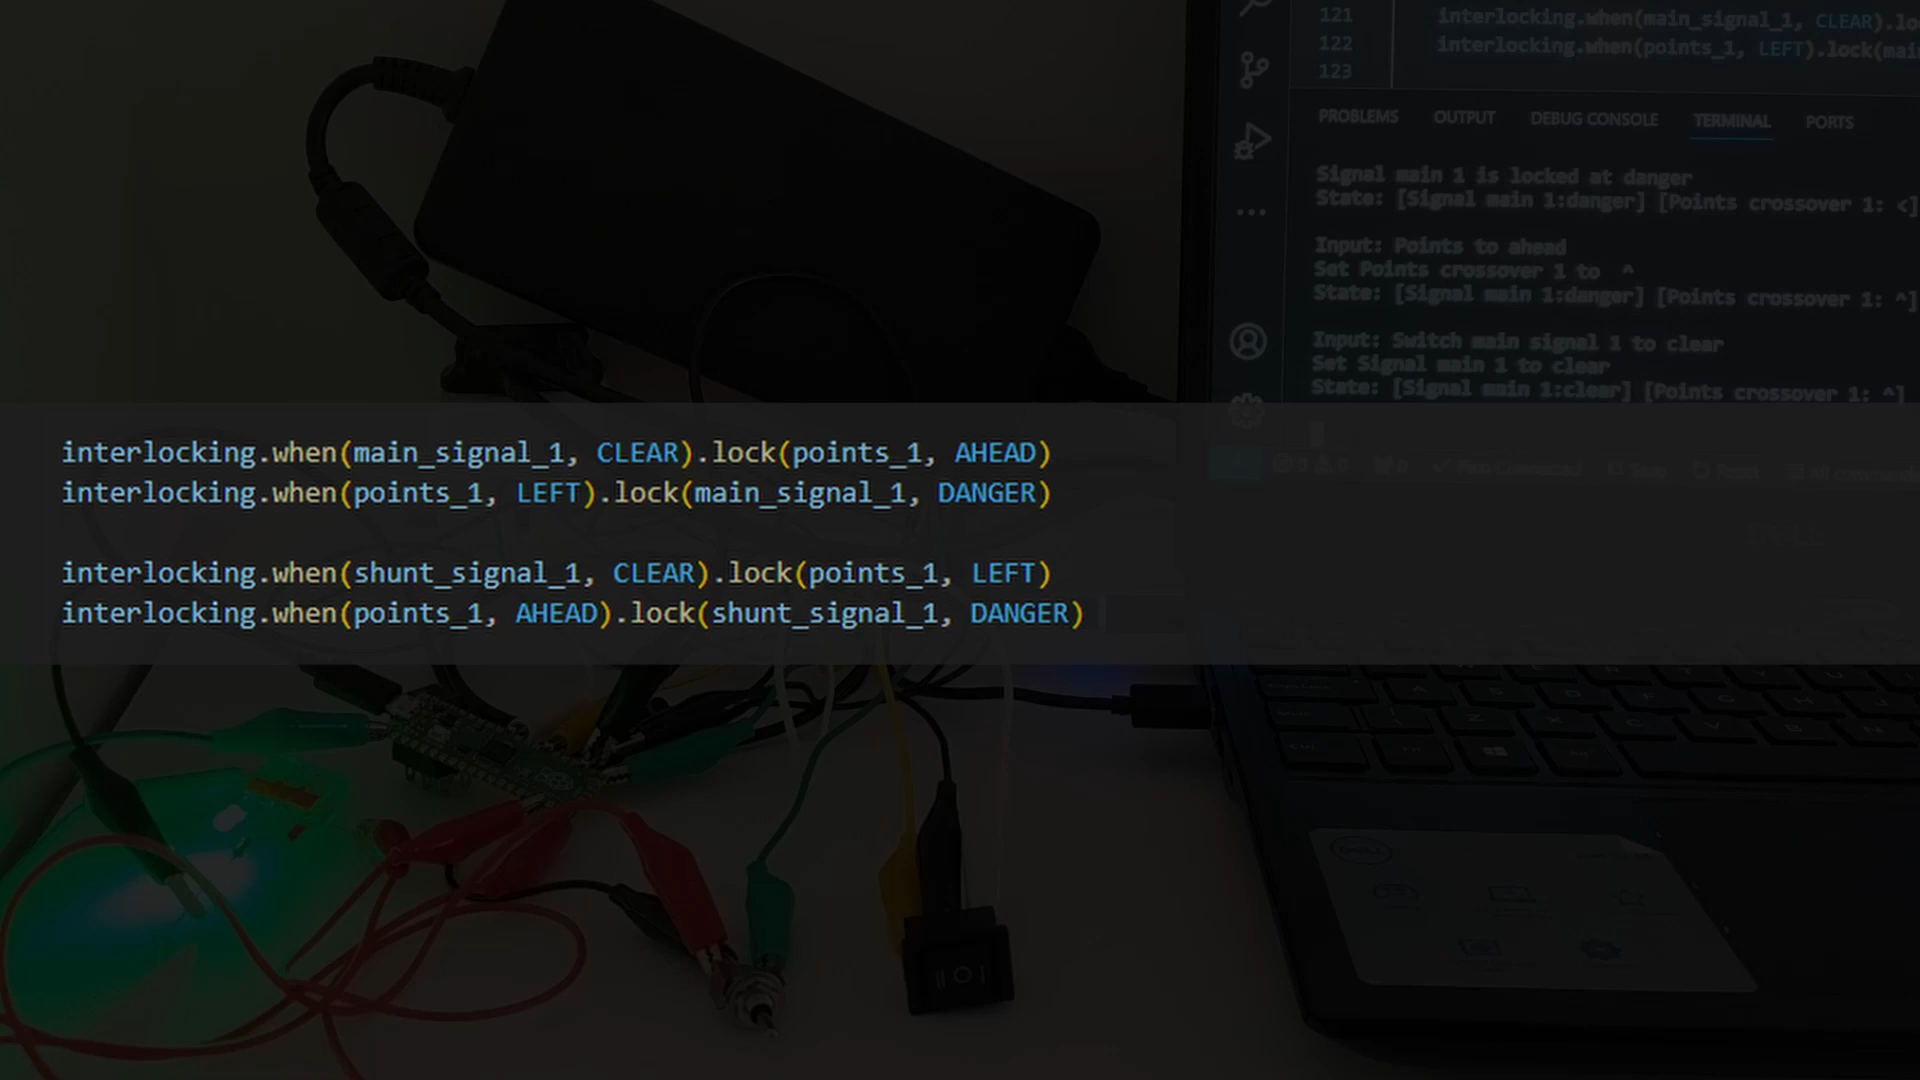 121 interlocking.when(main_signal_1, CLEAR).lo
122 interlocking.when(points_1, LEFT).lock(mai
123
PROBLEMS OUTPUT DEBUG CONSOLE TERMINAL PORTS
Signal main 1 is locked at danger
State: [Signal main 1:danger] [Points crossover 1: <]
Input: Points to ahead
Set Points crossover 1 to ^
State: [Signal main 1:danger] [Points crossover 1: ^]
Input: Switch main signal 1 to clear
Set Signal main 1 to clear
State: [Signal main 1:clear] [Points crossover 1: ^]
interlocking.when(main_signal_1, CLEAR).lock(points_1, AHEAD)
interlocking.when(points_1, LEFT).lock(main_signal_1, DANGER)
interlocking.when(shunt_signal_1, CLEAR).lock(points_1, LEFT)
interlocking.when(points_1, AHEAD).lock(shunt_signal_1, DANGER)